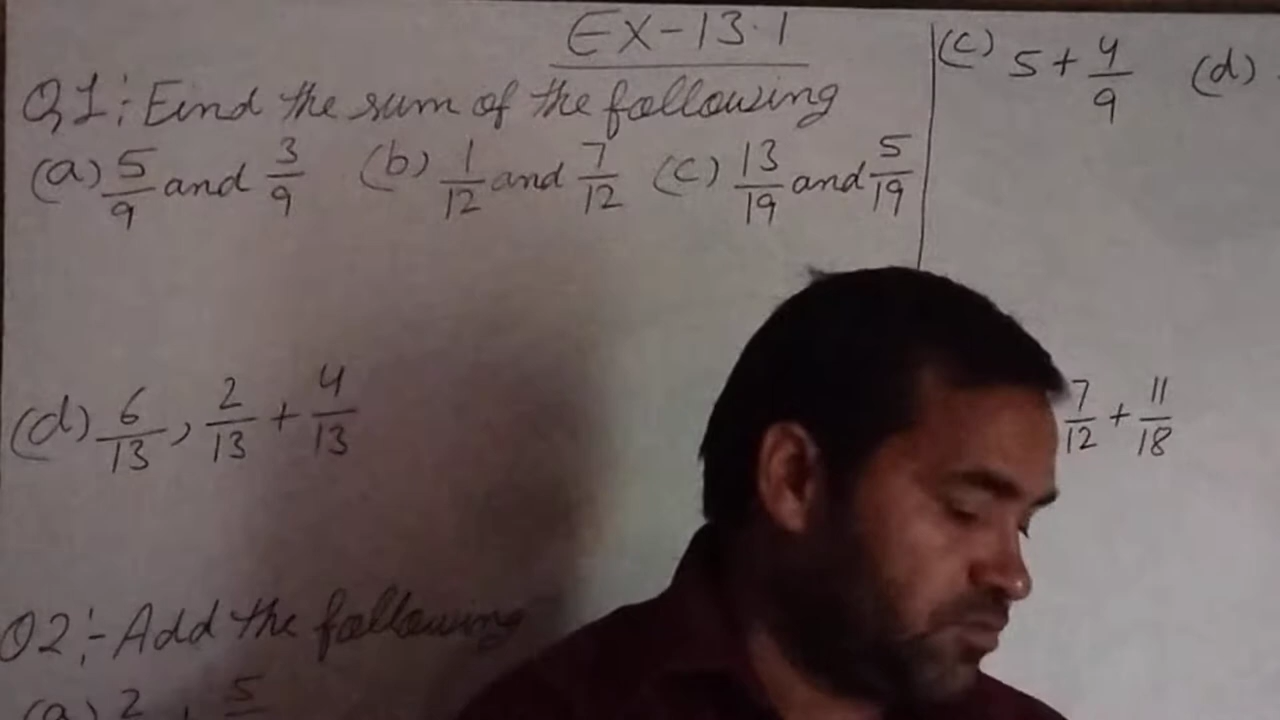 Ex-13.1
Q1:- Find the sum of the following
(a) 5/9 and 3/9 (b) 1/12 and 7/12 (c) 13/19 and 5/19
(d) 6/13, 2/13 + 4/13
Q2:- Add the following
(a) 2 5
(c) 5 + 4/9 (d)
7/12 + 11/18